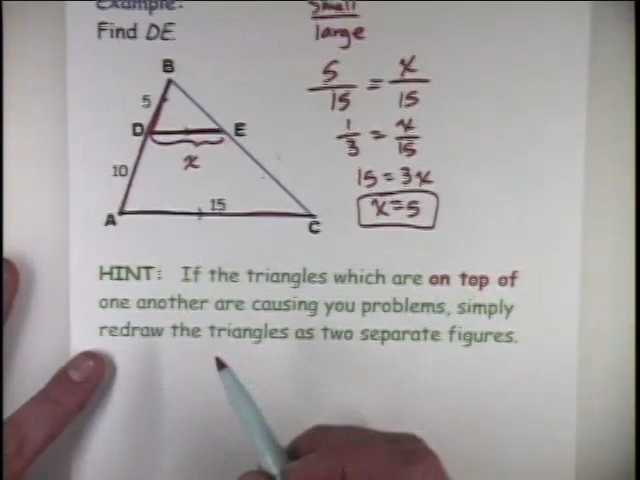 Example:
Find DE
small
large
5/15 = x/15
1/3 = x/15
15 = 3x
x=5
B
5
D
E
x
10
15
A
C
HINT: If the triangles which are on top of
one another are causing you problems, simply
redraw the triangles as two separate figures.